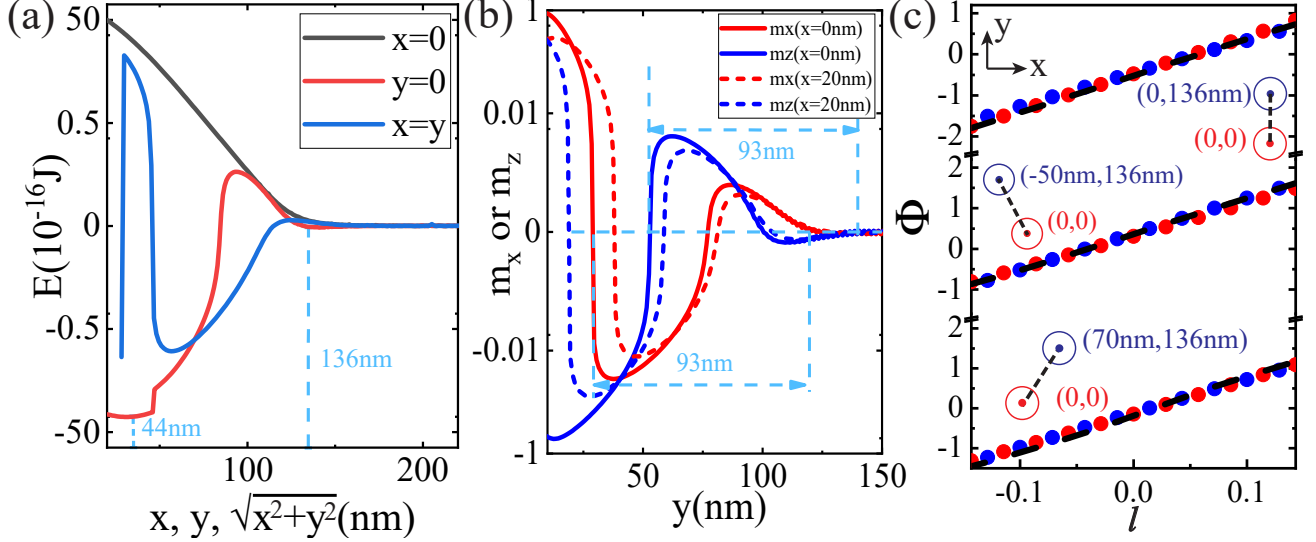 (a)
50
0.5
0
-0.5
-50
E(10⁻¹⁶J)
x=0
y=0
x=y
136nm
44nm
100
200
x, y, √x²+y²(nm)
(b)
1
0.01
0
-0.01
-1
mₓ or m_z
mx(x=0nm)
mz(x=0nm)
mx(x=20nm)
mz(x=20nm)
93nm
93nm
50
100
150
y(nm)
(c)
1
0
-1
-2
2
1
0
-1
2
1
0
-1
Φ
y
x
(0,136nm)
(0,0)
(-50nm,136nm)
(0,0)
(70nm,136nm)
(0,0)
-0.1
0.0
0.1
l